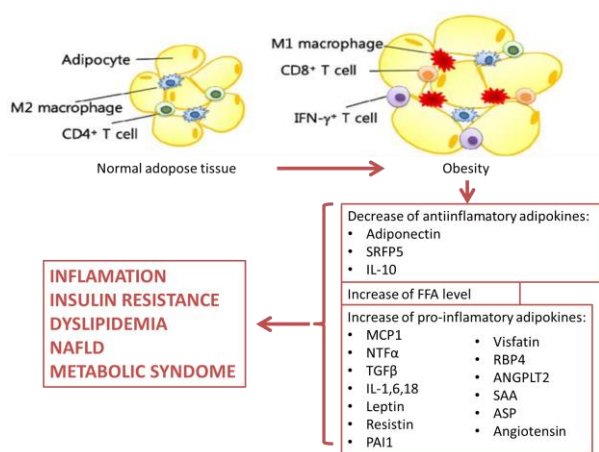 Adipocyte
M2 macrophage
CD4+ T cell
M1 macrophage
CD8+ T cell
IFN-γ+ T cell
Normal adopose tissue
Obesity
Decrease of antiinflamatory adipokines:
• Adiponectin
• SRFP5
• IL-10
Increase of FFA level
Increase of pro-inflamatory adipokines:
• MCP1
• NTFα
• TGFβ
• IL-1,6,18
• Leptin
• Resistin
• PAI1
• Visfatin
• RBP4
• ANGPLT2
• SAA
• ASP
• Angiotensin
INFLAMATION
INSULIN RESISTANCE
DYSLIPIDEMIA
NAFLD
METABOLIC SYNDOME